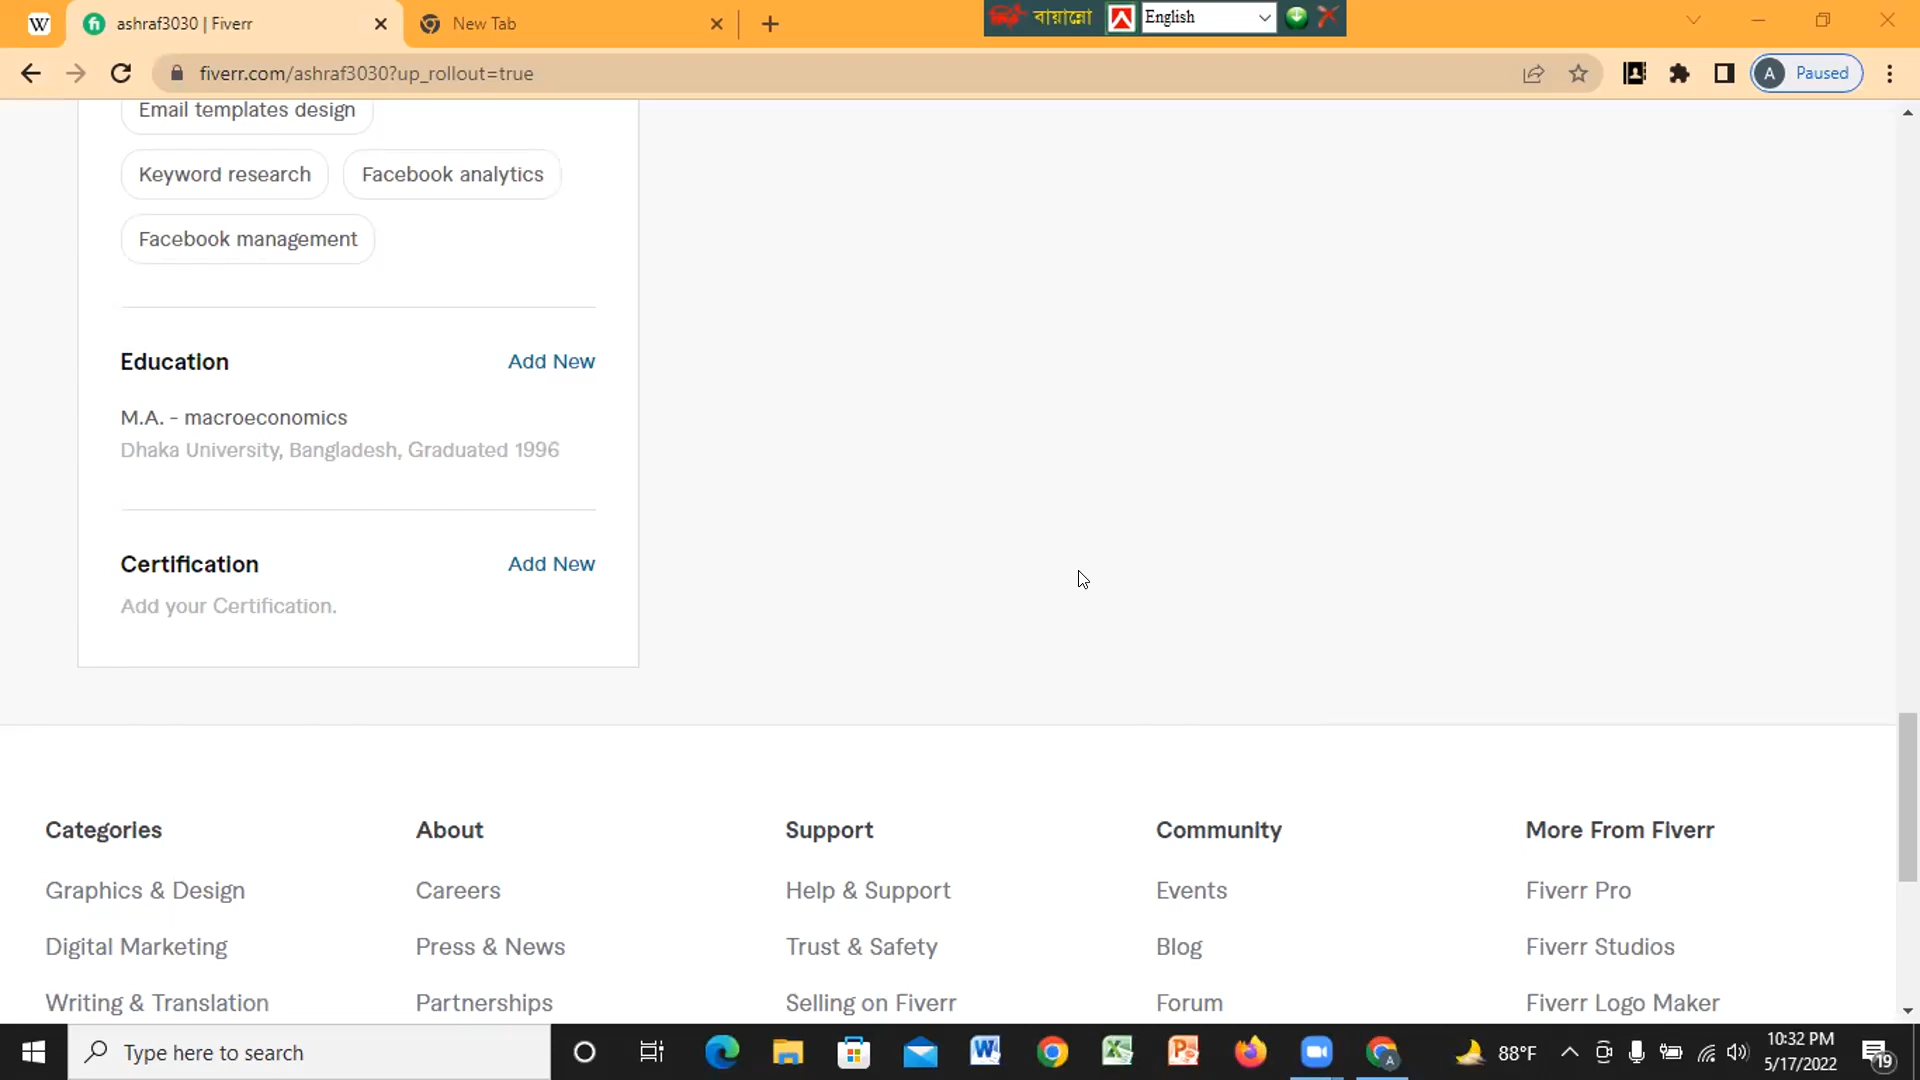 W
ashraf3030 | Fiverr
New Tab
বায়ান্নো
English
fiverr.com/ashraf3030?up_rollout=true
A Paused
Email templates design
Keyword research
Facebook analytics
Facebook management
Education
Add New
M.A. - macroeconomics
Dhaka University, Bangladesh, Graduated 1996
Certification
Add New
Add your Certification.
Categories
About
Support
Community
More From Fiverr
Graphics & Design
Careers
Help & Support
Events
Fiverr Pro
Digital Marketing
Press & News
Trust & Safety
Blog
Fiverr Studios
Writing & Translation
Partnerships
Selling on Fiverr
Forum
Fiverr Logo Maker
Type here to search
88°F
10:32 PM
5/17/2022
19